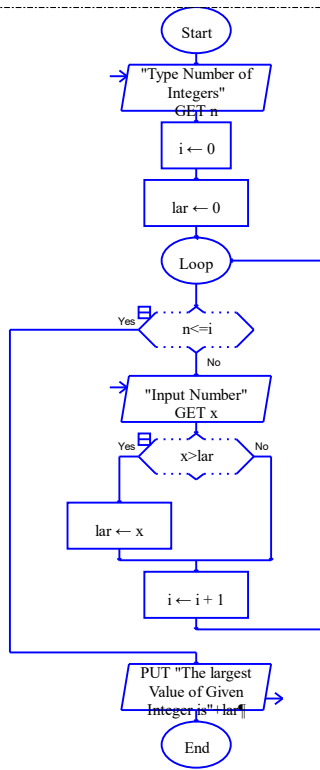 Start
"Type Number of
Integers"
GET n
i ← 0
lar ← 0
Loop
Yes
n<=i
No
"Input Number"
GET x
Yes
x>lar
No
lar ← x
i ← i + 1
PUT "The largest
Value of Given
Integer is"+lar¶
End